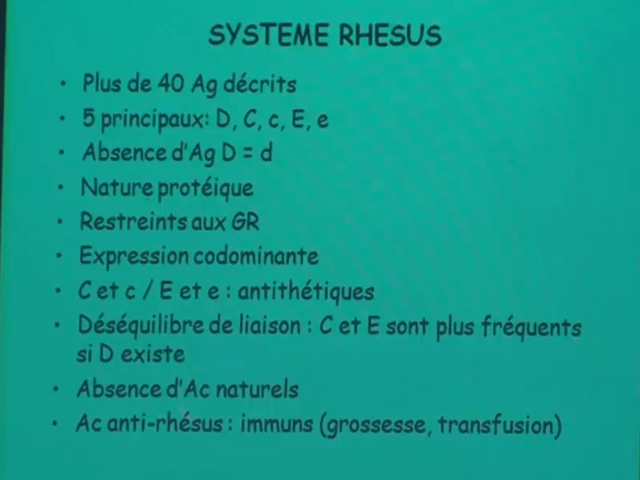 SYSTEME RHESUS
• Plus de 40 Ag décrits
• 5 principaux: D, C, c, E, e
• Absence d'Ag D = d
• Nature protéique
• Restreints aux GR
• Expression codominante
• C et c / E et e : antithétiques
• Déséquilibre de liaison : C et E sont plus fréquents
si D existe
• Absence d'Ac naturels
• Ac anti-rhésus : immuns (grossesse, transfusion)